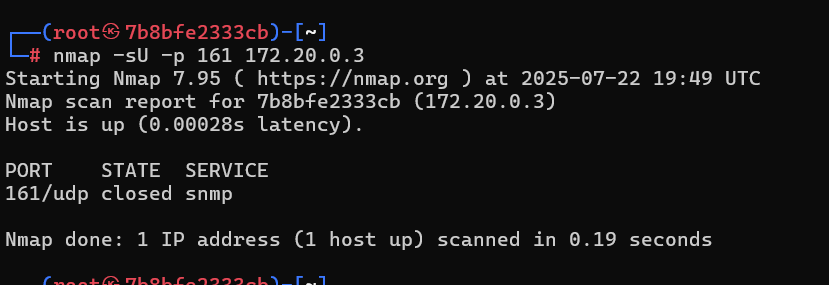 ┌──(root㉿7b8bfe2333cb)-[~]
└─# nmap -sU -p 161 172.20.0.3
Starting Nmap 7.95 ( https://nmap.org ) at 2025-07-22 19:49 UTC
Nmap scan report for 7b8bfe2333cb (172.20.0.3)
Host is up (0.00028s latency).
PORT    STATE  SERVICE
161/udp closed snmp
Nmap done: 1 IP address (1 host up) scanned in 0.19 seconds
┌──(root㉿7b8bfe2333cb)-[~]